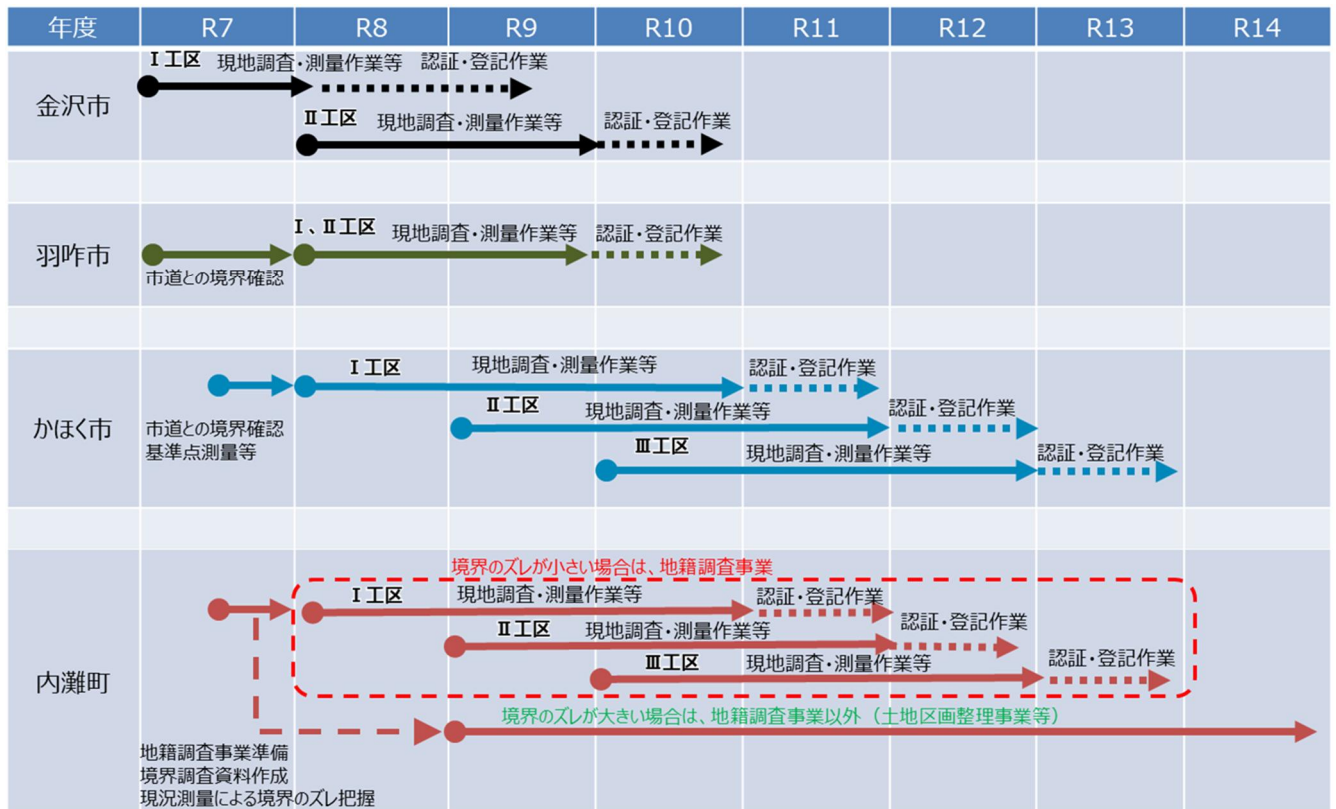 年度 R7 R8 R9 R10 R11 R12 R13 R14
金沢市
Ⅰ工区 現地調査・測量作業等 認証・登記作業
Ⅱ工区 現地調査・測量作業等 認証・登記作業
羽咋市
Ⅰ、Ⅱ工区 現地調査・測量作業等 認証・登記作業
市道との境界確認
かほく市
Ⅰ工区 現地調査・測量作業等 認証・登記作業
Ⅱ工区 現地調査・測量作業等 認証・登記作業
市道との境界確認
基準点測量等
Ⅲ工区 現地調査・測量作業等 認証・登記作業
内灘町
境界のズレが小さい場合は、地籍調査事業
Ⅰ工区 現地調査・測量作業等 認証・登記作業
Ⅱ工区 現地調査・測量作業等 認証・登記作業
Ⅲ工区 現地調査・測量作業等 認証・登記作業
境界のズレが大きい場合は、地籍調査事業以外（土地区画整理事業等）
地籍調査事業準備
境界調査資料作成
現況測量による境界のズレ把握